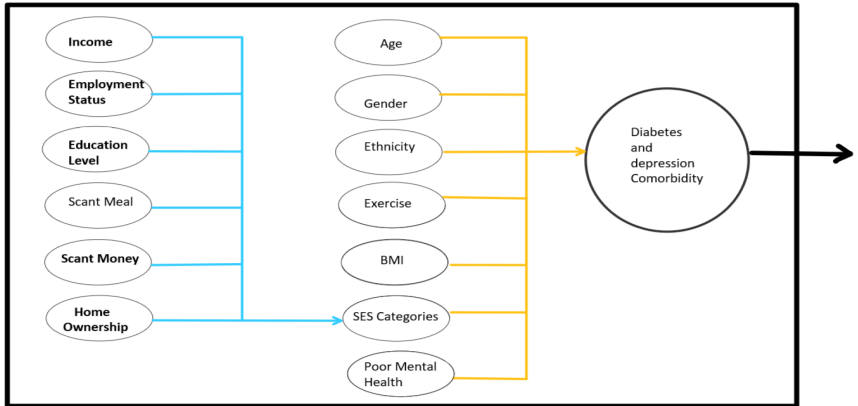 Income
Employment
Status
Education
Level
Scant Meal
Scant Money
Home
Ownership
Age
Gender
Ethnicity
Exercise
BMI
SES Categories
Poor Mental
Health
Diabetes
and
depression
Comorbidity